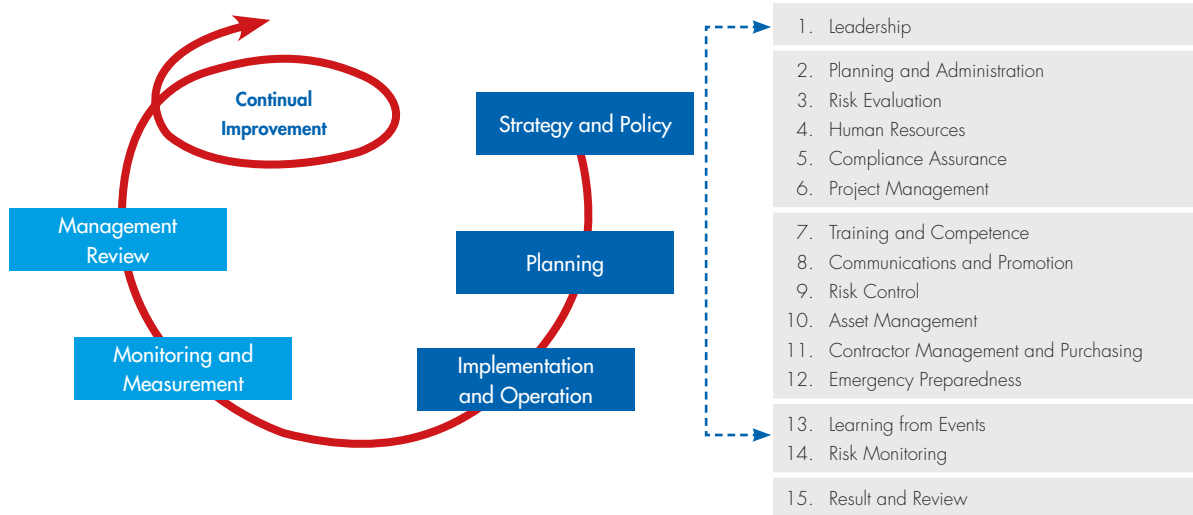 Continual
Improvement
Strategy and Policy
Management
Review
Planning
Monitoring and
Measurement
Implementation
and Operation
1. Leadership
2. Planning and Administration
3. Risk Evaluation
4. Human Resources
5. Compliance Assurance
6. Project Management
7. Training and Competence
8. Communications and Promotion
9. Risk Control
10. Asset Management
11. Contractor Management and Purchasing
12. Emergency Preparedness
13. Learning from Events
14. Risk Monitoring
15. Result and Review